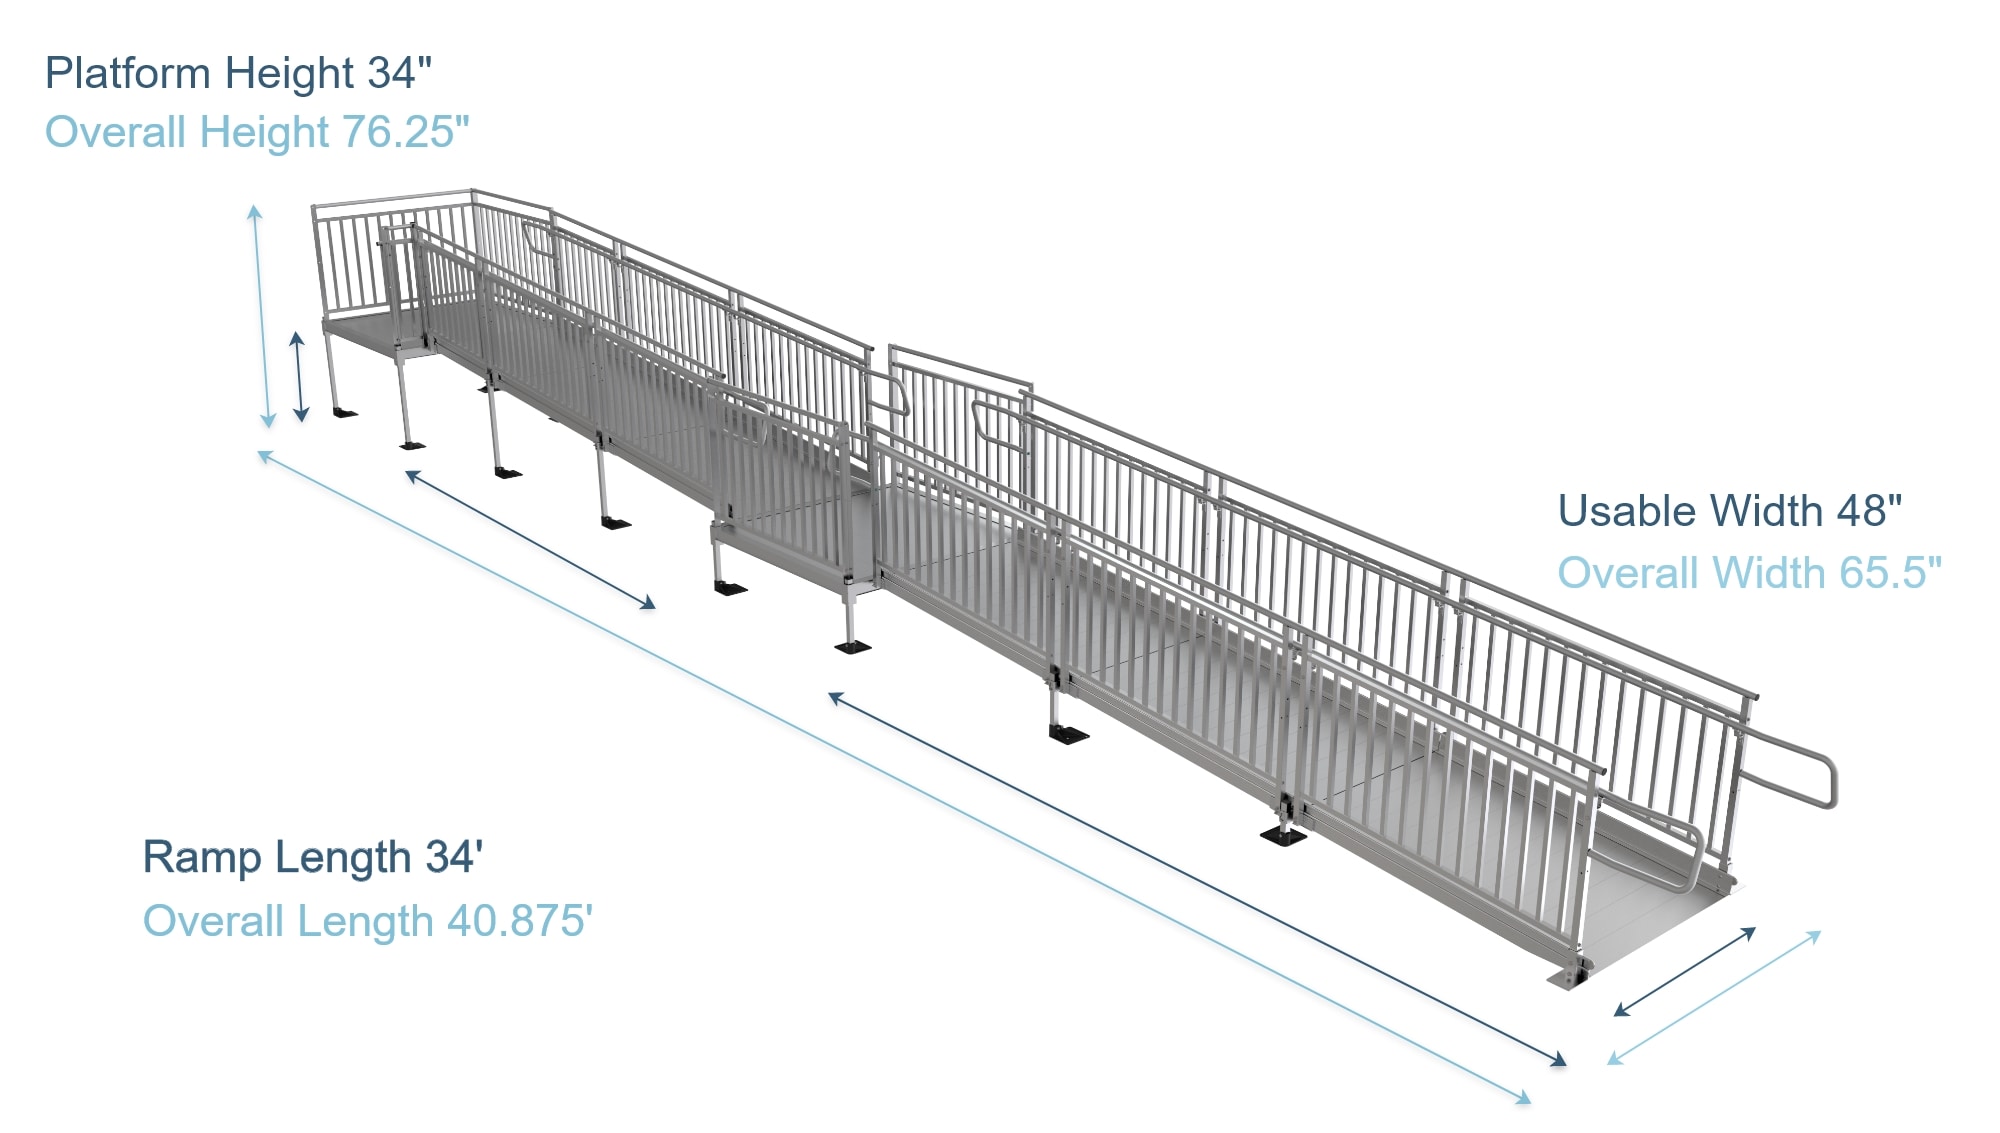 Platform Height 34"
Overall Height 76.25"
Usable Width 48"
Overall Width 65.5"
Ramp Length 34'
Overall Length 40.875'